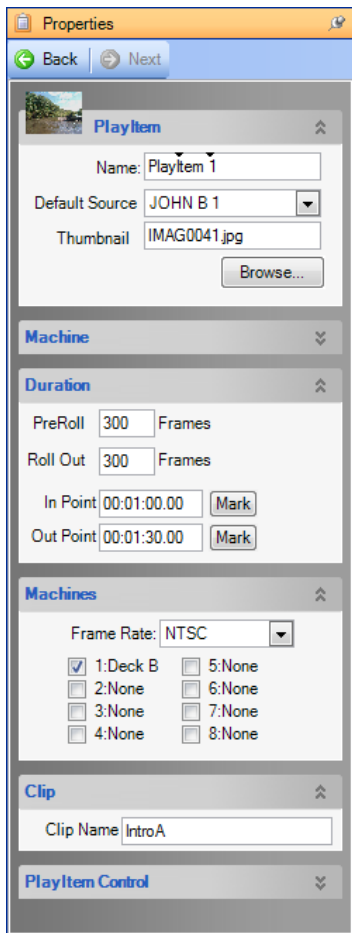 Properties
Back Next
PlayItem
Name: PlayItem 1
Default Source JOHN B 1
Thumbnail IMAG0041.jpg
Browse...
Machine
Duration
PreRoll 300 Frames
Roll Out 300 Frames
In Point 00:01:00.00 Mark
Out Point 00:01:30.00 Mark
Machines
Frame Rate: NTSC
1:Deck B 5:None
2:None 6:None
3:None 7:None
4:None 8:None
Clip
Clip Name IntroA
PlayItem Control